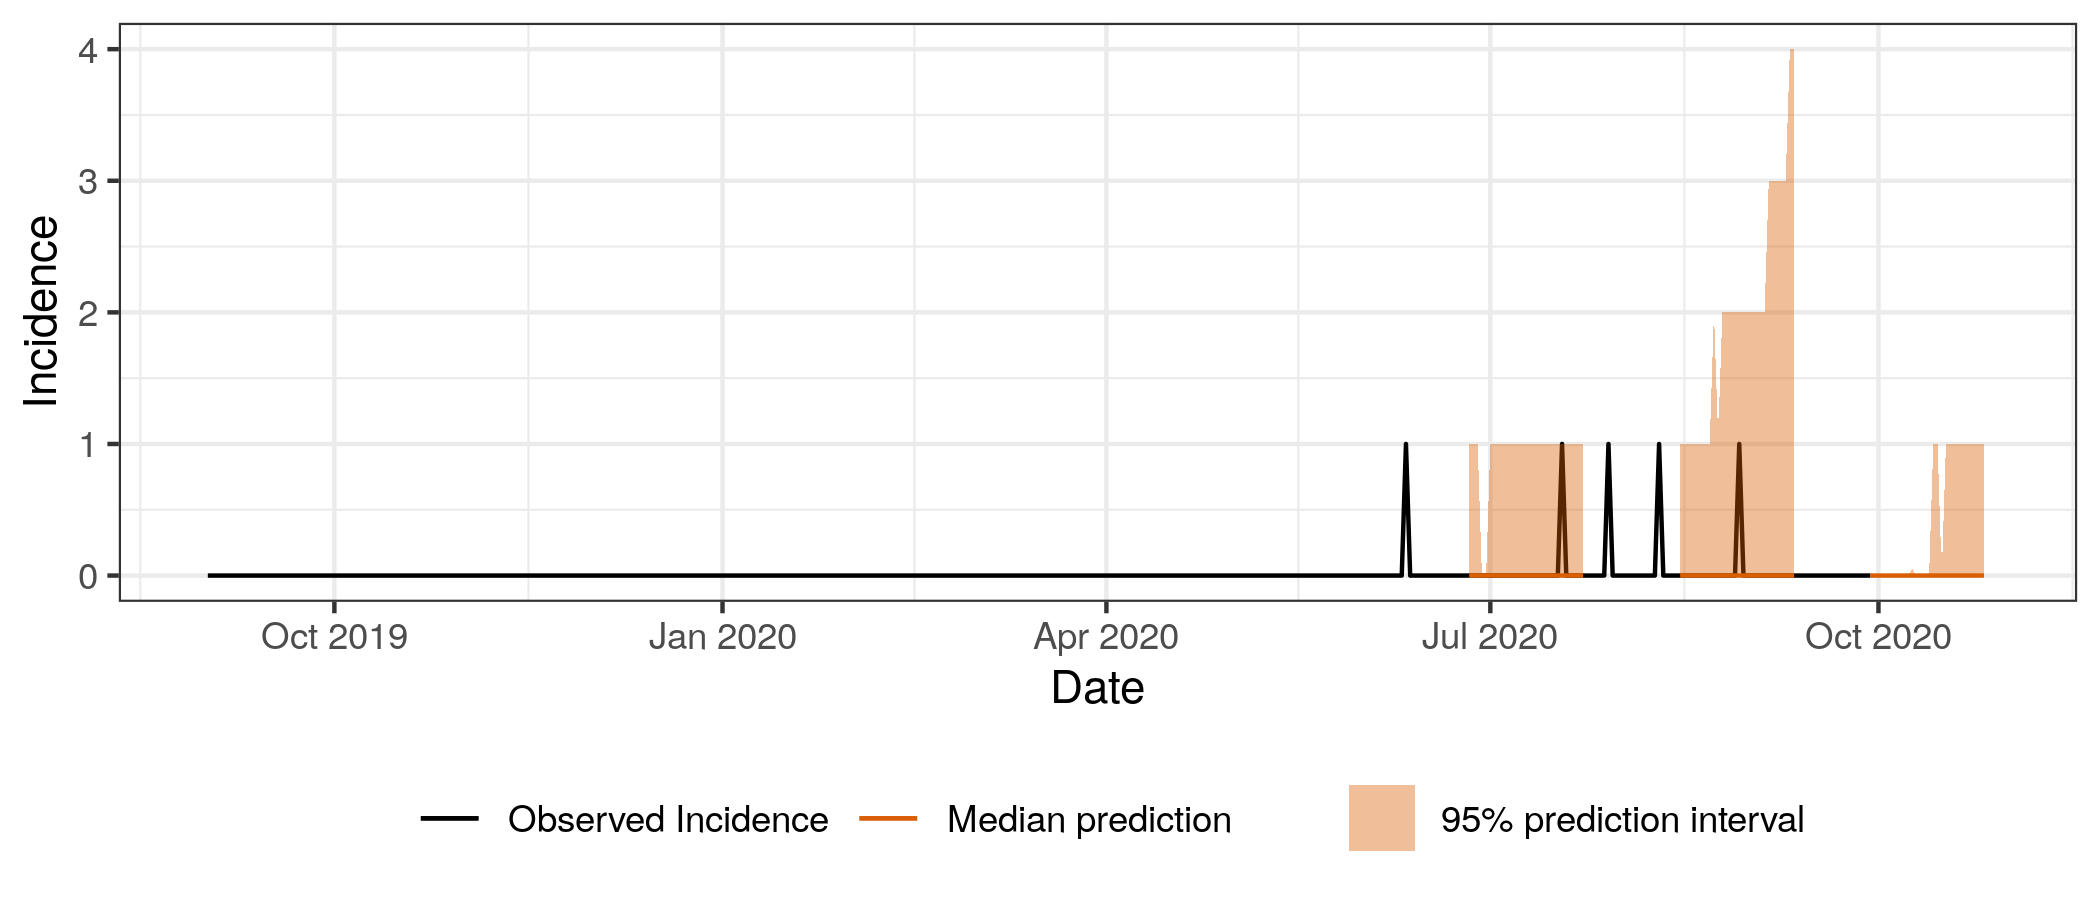 4
3
2
1
0
Incidence
Oct 2019 Jan 2020 Apr 2020 Jul 2020 Oct 2020
Date
Observed Incidence Median prediction 95% prediction interval